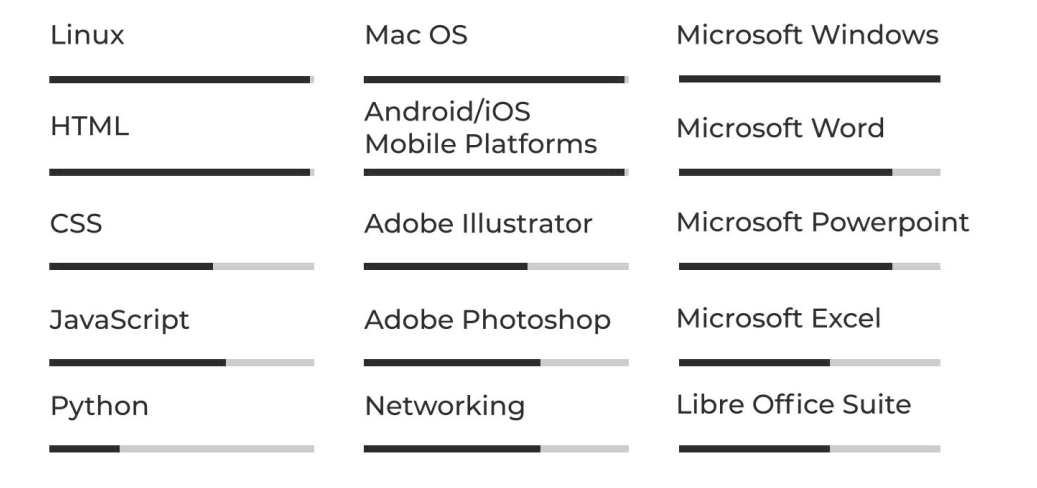 Linux
Mac OS
Microsoft Windows
HTML
Android/iOS
Mobile Platforms
Microsoft Word
CSS
Adobe Illustrator
Microsoft Powerpoint
JavaScript
Adobe Photoshop
Microsoft Excel
Python
Networking
Libre Office Suite